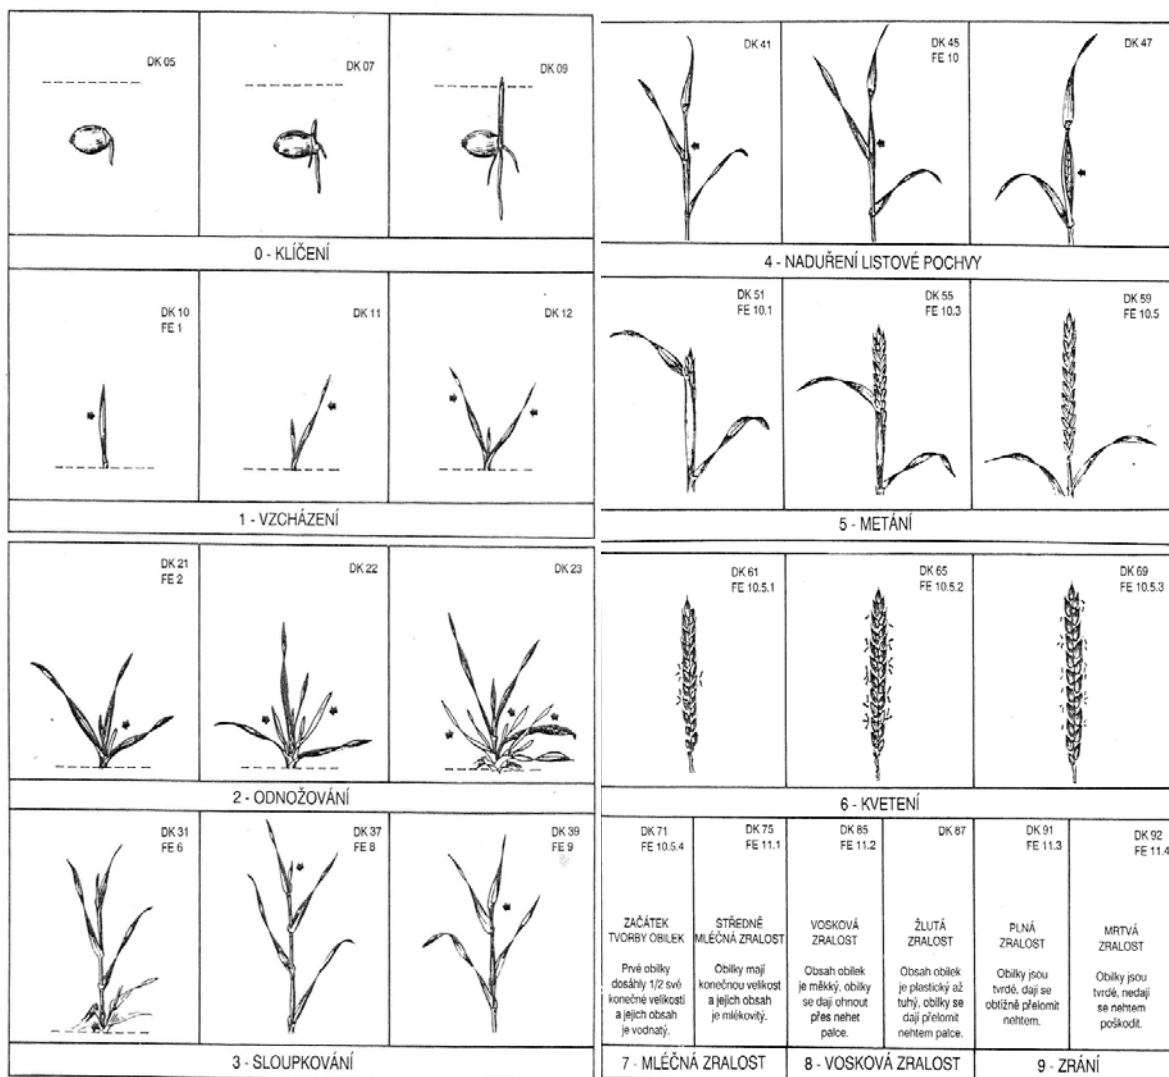 DK 05
DK 07
DK 09
0 - KLÍČENÍ
DK 10
FE 1
DK 11
DK 12
1 - VZCHÁZENÍ
DK 21
FE 2
DK 22
DK 23
2 - ODNOŽOVÁNÍ
DK 31
FE 6
DK 37
FE 8
DK 39
FE 9
3 - SLOUPKOVÁNÍ
DK 41
DK 45
FE 10
DK 47
4 - NADUŘENÍ LISTOVÉ POCHVY
DK 51
FE 10.1
DK 55
FE 10.3
DK 59
FE 10.5
5 - METÁNÍ
DK 61
FE 10.5.1
DK 65
FE 10.5.2
DK 69
FE 10.5.3
6 - KVETENÍ
DK 71
FE 10.5.4
ZAČÁTEK
TVORBY OBILEK
Prvé obilky
dosáhly 1/2 své
konečné velikosti
a jejich obsah
je vodnatý.
DK 75
FE 11.1
STŘEDNĚ
MLÉČNÁ ZRALOST
Obilky mají
konečnou velikost
a jejich obsah
je mlékovitý.
7 - MLÉČNÁ ZRALOST
DK 85
FE 11.2
VOSKOVÁ
ZRALOST
Obsah obilek
je měkký, obilky
se dají ohnout
přes nehet
palce.
DK 87
ŽLUTÁ
ZRALOST
Obsah obilek
je plastický až
tuhý, obilky se
dají přelomit
nehtem palce.
8 - VOSKOVÁ ZRALOST
DK 91
FE 11.3
PLNÁ
ZRALOST
Obilky jsou
tvrdé, dají se
obtížně přelomit
nehtem.
DK 92
FE 11.4
MRTVÁ
ZRALOST
Obilky jsou
tvrdé, nedají
se nehtem
poškodit.
9 - ZRÁNÍ